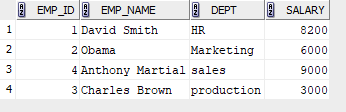 EMP_ID EMP_NAME DEPT SALARY
1 1 David Smith HR 8200
2 2 Obama Marketing 6000
3 4 Anthony Martial sales 9000
4 3 Charles Brown production 3000